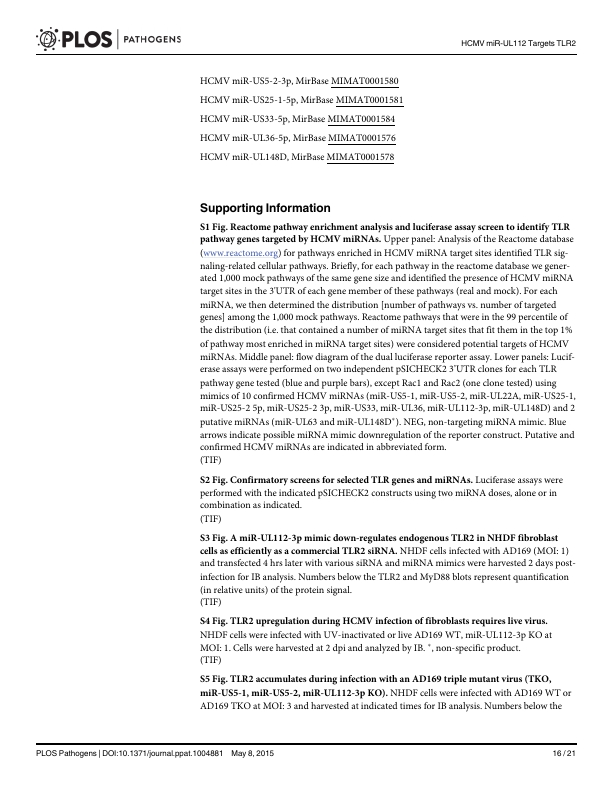 PLOS | PATHOGENS
HCMV miR-UL112 Targets TLR2
HCMV miR-US5-2-3p, MirBase MIMAT0001580
HCMV miR-US25-1-5p, MirBase MIMAT0001581
HCMV miR-US33-5p, MirBase MIMAT0001584
HCMV miR-UL36-5p, MirBase MIMAT0001576
HCMV miR-UL148D, MirBase MIMAT0001578
Supporting Information
S1 Fig. Reactome pathway enrichment analysis and luciferase assay screen to identify TLR
pathway genes targeted by HCMV miRNAs. Upper panel: Analysis of the Reactome database
(www.reactome.org) for pathways enriched in HCMV miRNA target sites identified TLR sig-
naling-related cellular pathways. Briefly, for each pathway in the reactome database we gener-
ated 1,000 mock pathways of the same gene size and identified the presence of HCMV miRNA
target sites in the 3'UTR of each gene member of these pathways (real and mock). For each
miRNA, we then determined the distribution [number of pathways vs. number of targeted
genes] among the 1,000 mock pathways. Reactome pathways that were in the 99 percentile of
the distribution (i.e. that contained a number of miRNA target sites that fit them in the top 1%
of pathway most enriched in miRNA target sites) were considered potential targets of HCMV
miRNAs. Middle panel: flow diagram of the dual luciferase reporter assay. Lower panels: Lucif-
erase assays were performed on two independent pSICHECK2 3'UTR clones for each TLR
pathway gene tested (blue and purple bars), except Rac1 and Rac2 (one clone tested) using
mimics of 10 confirmed HCMV miRNAs (miR-US5-1, miR-US5-2, miR-UL22A, miR-US25-1,
miR-US25-2 5p, miR-US25-2 3p, miR-US33, miR-UL36, miR-UL112-3p, miR-UL148D) and 2
putative miRNAs (miR-UL63 and miR-UL148D*). NEG, non-targeting miRNA mimic. Blue
arrows indicate possible miRNA mimic downregulation of the reporter construct. Putative and
confirmed HCMV miRNAs are indicated in abbreviated form.
(TIF)
S2 Fig. Confirmatory screens for selected TLR genes and miRNAs. Luciferase assays were
performed with the indicated pSICHECK2 constructs using two miRNA doses, alone or in
combination as indicated.
(TIF)
S3 Fig. A miR-UL112-3p mimic down-regulates endogenous TLR2 in NHDF fibroblast
cells as efficiently as a commercial TLR2 siRNA. NHDF cells infected with AD169 (MOI: 1)
and transfected 4 hrs later with various siRNA and miRNA mimics were harvested 2 days post-
infection for IB analysis. Numbers below the TLR2 and MyD88 blots represent quantification
(in relative units) of the protein signal.
(TIF)
S4 Fig. TLR2 upregulation during HCMV infection of fibroblasts requires live virus.
NHDF cells were infected with UV-inactivated or live AD169 WT, miR-UL112-3p KO at
MOI: 1. Cells were harvested at 2 dpi and analyzed by IB. *, non-specific product.
(TIF)
S5 Fig. TLR2 accumulates during infection with an AD169 triple mutant virus (TKO,
miR-US5-1, miR-US5-2, miR-UL112-3p KO). NHDF cells were infected with AD169 WT or
AD169 TKO at MOI: 3 and harvested at indicated times for IB analysis. Numbers below the
PLOS Pathogens | DOI:10.1371/journal.ppat.1004881 May 8, 2015
16 / 21